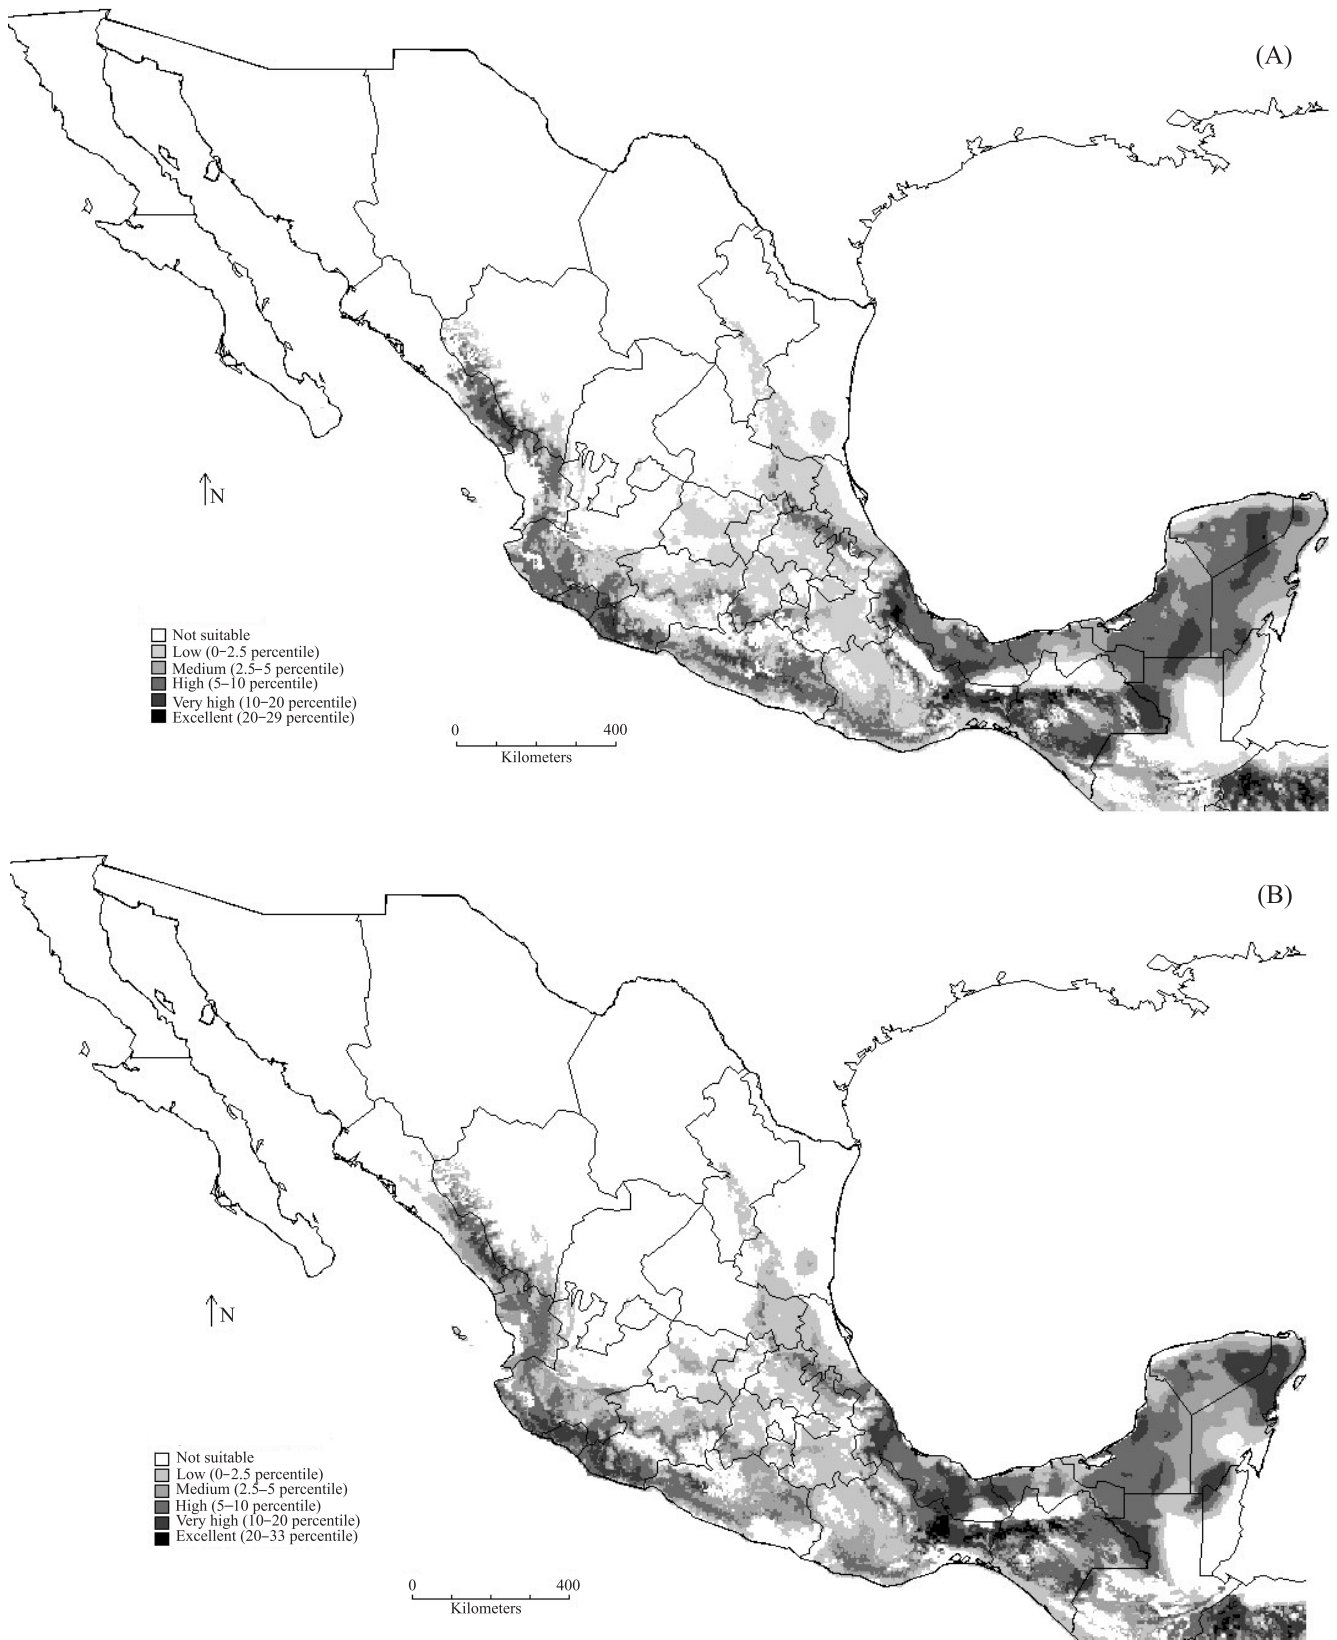 (A)
N
Not suitable
Low (0–2.5 percentile)
Medium (2.5–5 percentile)
High (5–10 percentile)
Very high (10–20 percentile)
Excellent (20–29 percentile)
0 400
Kilometers
(B)
N
Not suitable
Low (0–2.5 percentile)
Medium (2.5–5 percentile)
High (5–10 percentile)
Very high (10–20 percentile)
Excellent (20–33 percentile)
0 400
Kilometers